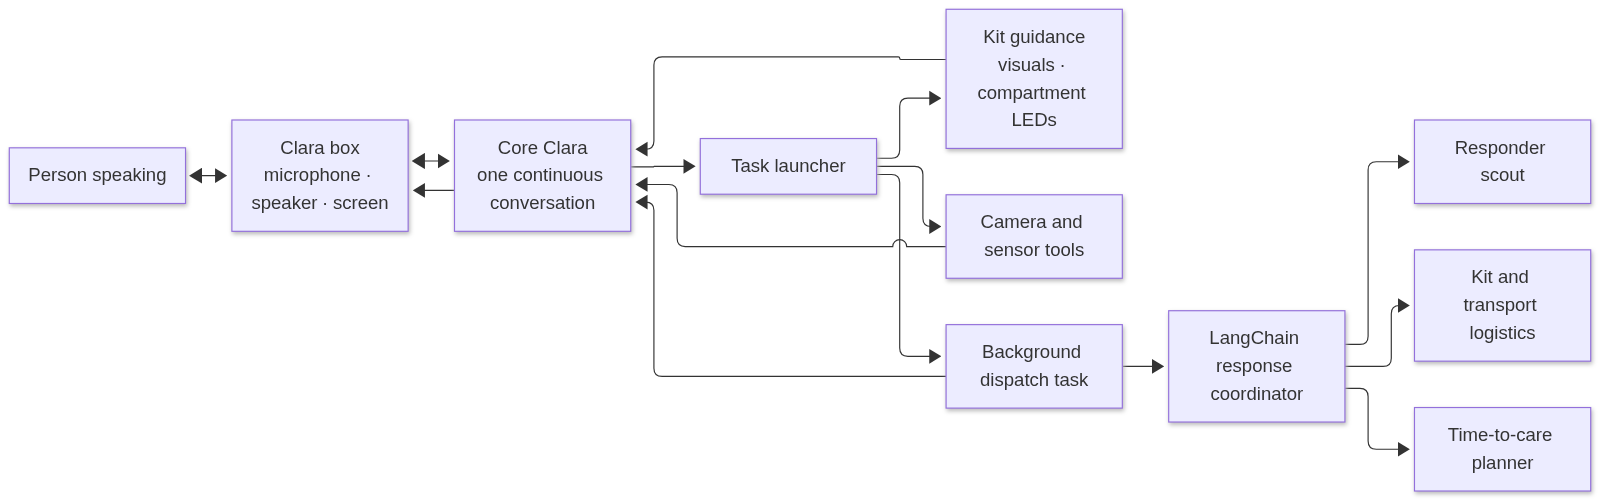 Person speaking
Clara box
microphone ·
speaker · screen
Core Clara
one continuous
conversation
Task launcher
Kit guidance
visuals ·
compartment
LEDs
Camera and
sensor tools
Background
dispatch task
LangChain
response
coordinator
Responder
scout
Kit and
transport
logistics
Time-to-care
planner